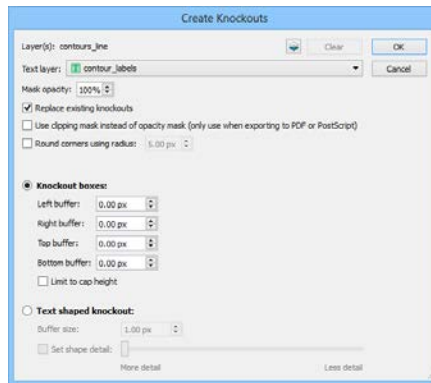 Create Knockouts
Layer(s): contours_line
Clear
OK
Text layer: contour_labels
Cancel
Mask opacity: 100%
Replace existing knockouts
Use clipping mask instead of opacity mask (only use when exporting to PDF or PostScript)
Round corners using radius: 5.00 px
Knockout boxes:
Left buffer: 0.00 px
Right buffer: 0.00 px
Top buffer: 0.00 px
Bottom buffer: 0.00 px
Limit to cap height
Text shaped knockout:
Buffer size: 1.00 px
Set shape detail:
More detail Less detail